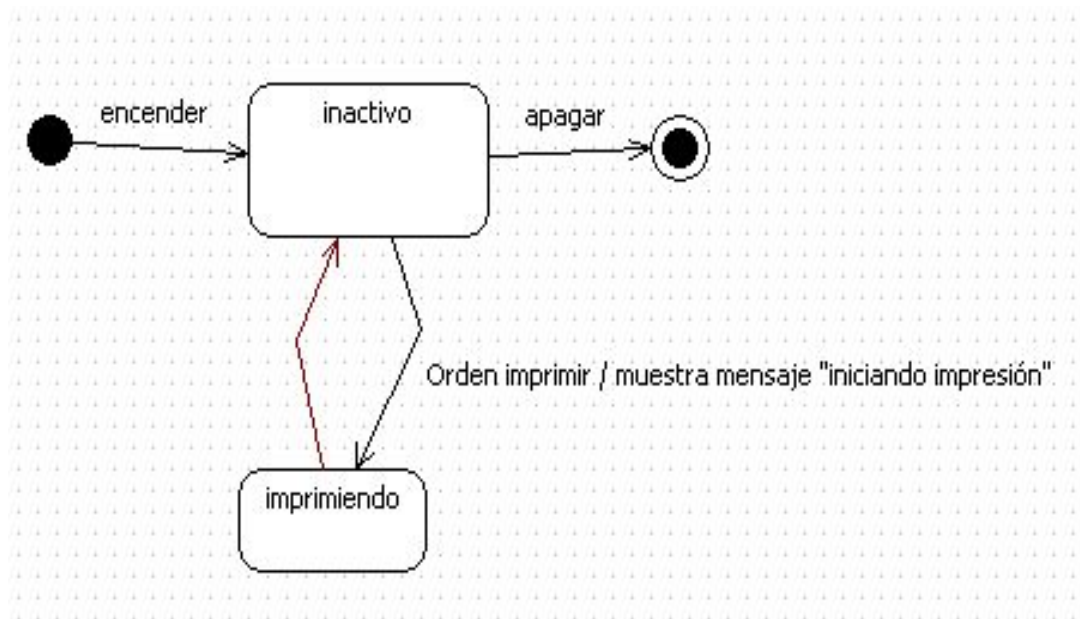 encender
inactivo
apagar
Orden imprimir / muestra mensaje "iniciando impresión"
imprimiendo